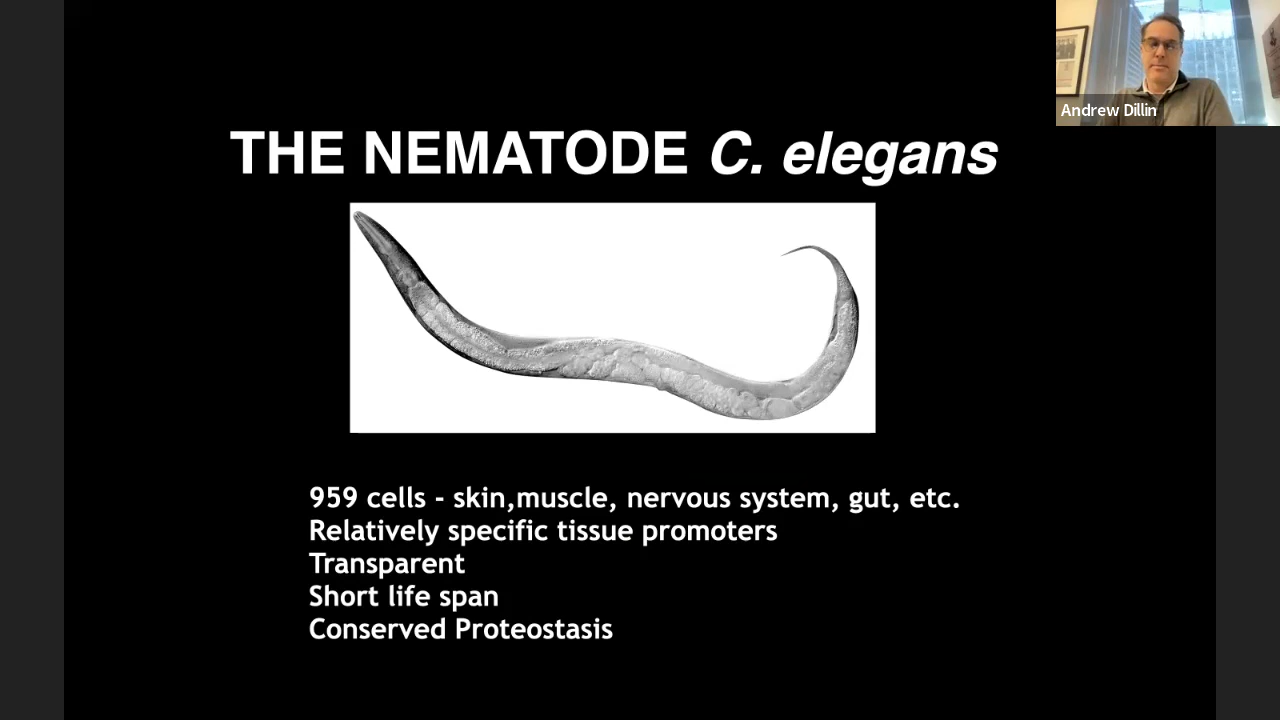 Andrew Dillin
THE NEMATODE C. elegans
959 cells - skin,muscle, nervous system, gut, etc.
Relatively specific tissue promoters
Transparent
Short life span
Conserved Proteostasis